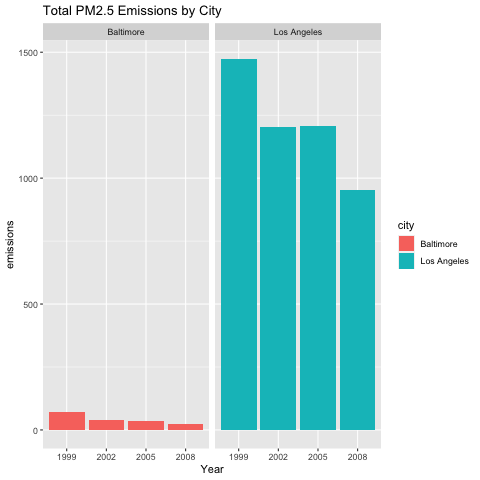 Total PM2.5 Emissions by City
Baltimore
Los Angeles
1500
1000
500
0
emissions
1999 2002 2005 2008
1999 2002 2005 2008
Year
city
Baltimore
Los Angeles